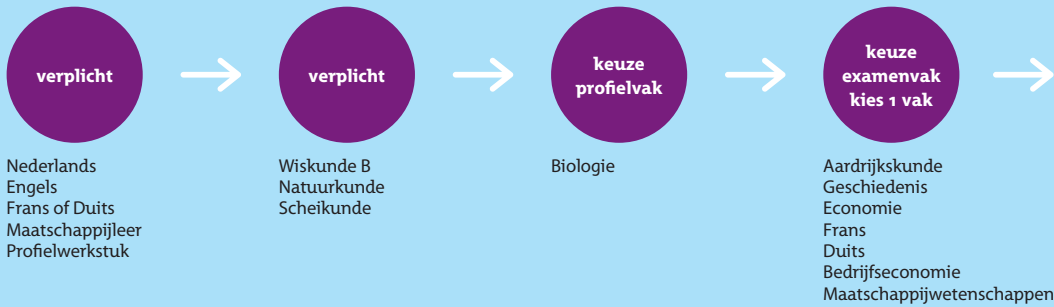 verplicht
Nederlands
Engels
Frans of Duits
Maatschappijleer
Profielwerkstuk
verplicht
Wiskunde B
Natuurkunde
Scheikunde
keuze
profielvak
Biologie
keuze
examenvak
kies 1 vak
Aardrijkskunde
Geschiedenis
Economie
Frans
Duits
Bedrijfseconomie
Maatschappijwetenschappen